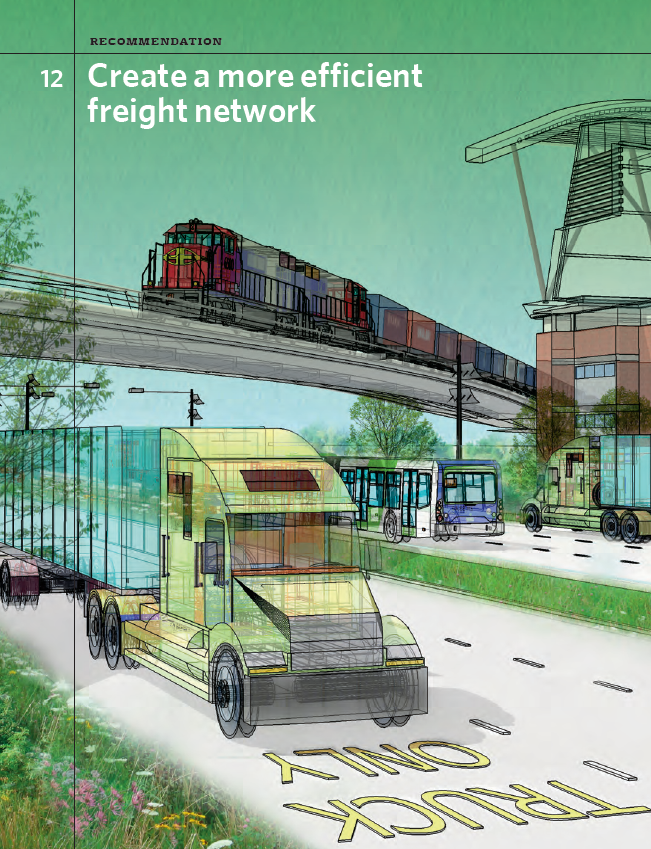 RECOMMENDATION
12 Create a more efficient
freight network
TRUCK
ONLY